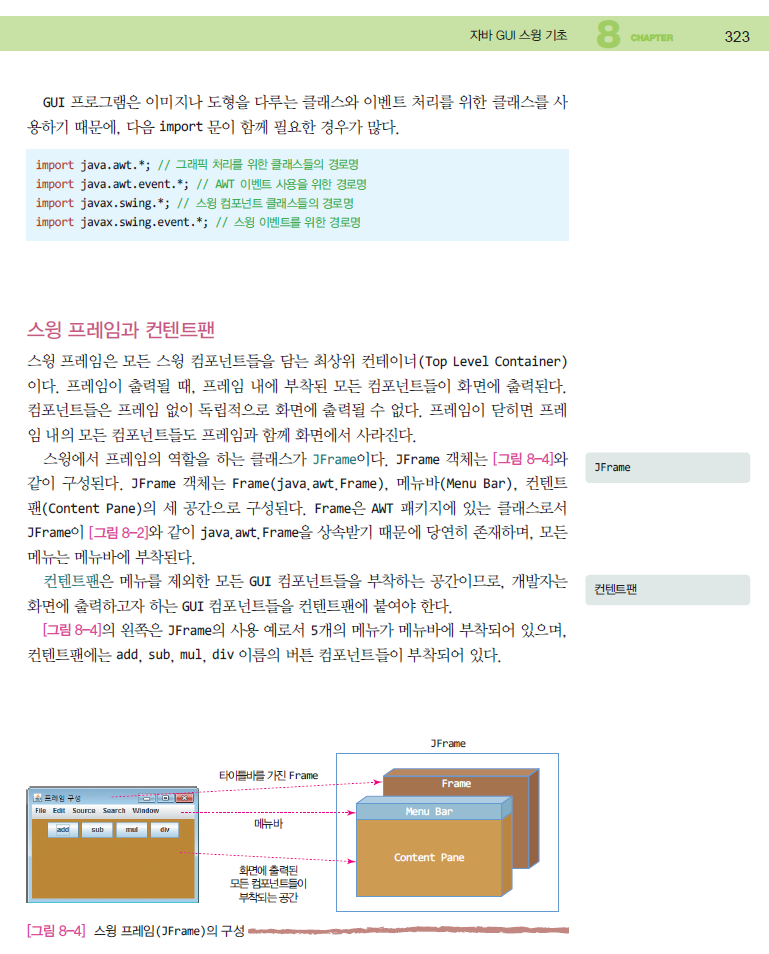 자바 GUI 스윙 기초 8 CHAPTER 323
GUI 프로그램은 이미지나 도형을 다루는 클래스와 이벤트 처리를 위한 클래스를 사
용하기 때문에, 다음 import 문이 함께 필요한 경우가 많다.
import java.awt.*; // 그래픽 처리를 위한 클래스들의 경로명
import java.awt.event.*; // AWT 이벤트 사용을 위한 경로명
import javax.swing.*; // 스윙 컴포넌트 클래스들의 경로명
import javax.swing.event.*; // 스윙 이벤트를 위한 경로명
스윙 프레임과 컨텐트팬
스윙 프레임은 모든 스윙 컴포넌트들을 담는 최상위 컨테이너(Top Level Container)
이다. 프레임이 출력될 때, 프레임 내에 부착된 모든 컴포넌트들이 화면에 출력된다.
컴포넌트들은 프레임 없이 독립적으로 화면에 출력될 수 없다. 프레임이 닫히면 프레
임 내의 모든 컴포넌트들도 프레임과 함께 화면에서 사라진다.
스윙에서 프레임의 역할을 하는 클래스가 JFrame이다. JFrame 객체는 [그림 8-4]와
같이 구성된다. JFrame 객체는 Frame(java.awt.Frame), 메뉴바(Menu Bar), 컨텐트
팬(Content Pane)의 세 공간으로 구성된다. Frame은 AWT 패키지에 있는 클래스로서
JFrame이 [그림 8-2]와 같이 java.awt.Frame을 상속받기 때문에 당연히 존재하며, 모든
메뉴는 메뉴바에 부착된다.
JFrame
컨텐트팬은 메뉴를 제외한 모든 GUI 컴포넌트들을 부착하는 공간이므로, 개발자는
화면에 출력하고자 하는 GUI 컴포넌트들을 컨텐트팬에 붙여야 한다.
컨텐트팬
[그림 8-4]의 왼쪽은 JFrame의 사용 예로서 5개의 메뉴가 메뉴바에 부착되어 있으며,
컨텐트팬에는 add, sub, mul, div 이름의 버튼 컴포넌트들이 부착되어 있다.
프레임 구성
File Edit Source Search Window
add sub mul div
타이틀바를 가진 Frame
메뉴바
화면에 출력된
모든 컴포넌트들이
부착되는 공간
JFrame
Frame
Menu Bar
Content Pane
[그림 8-4] 스윙 프레임(JFrame)의 구성